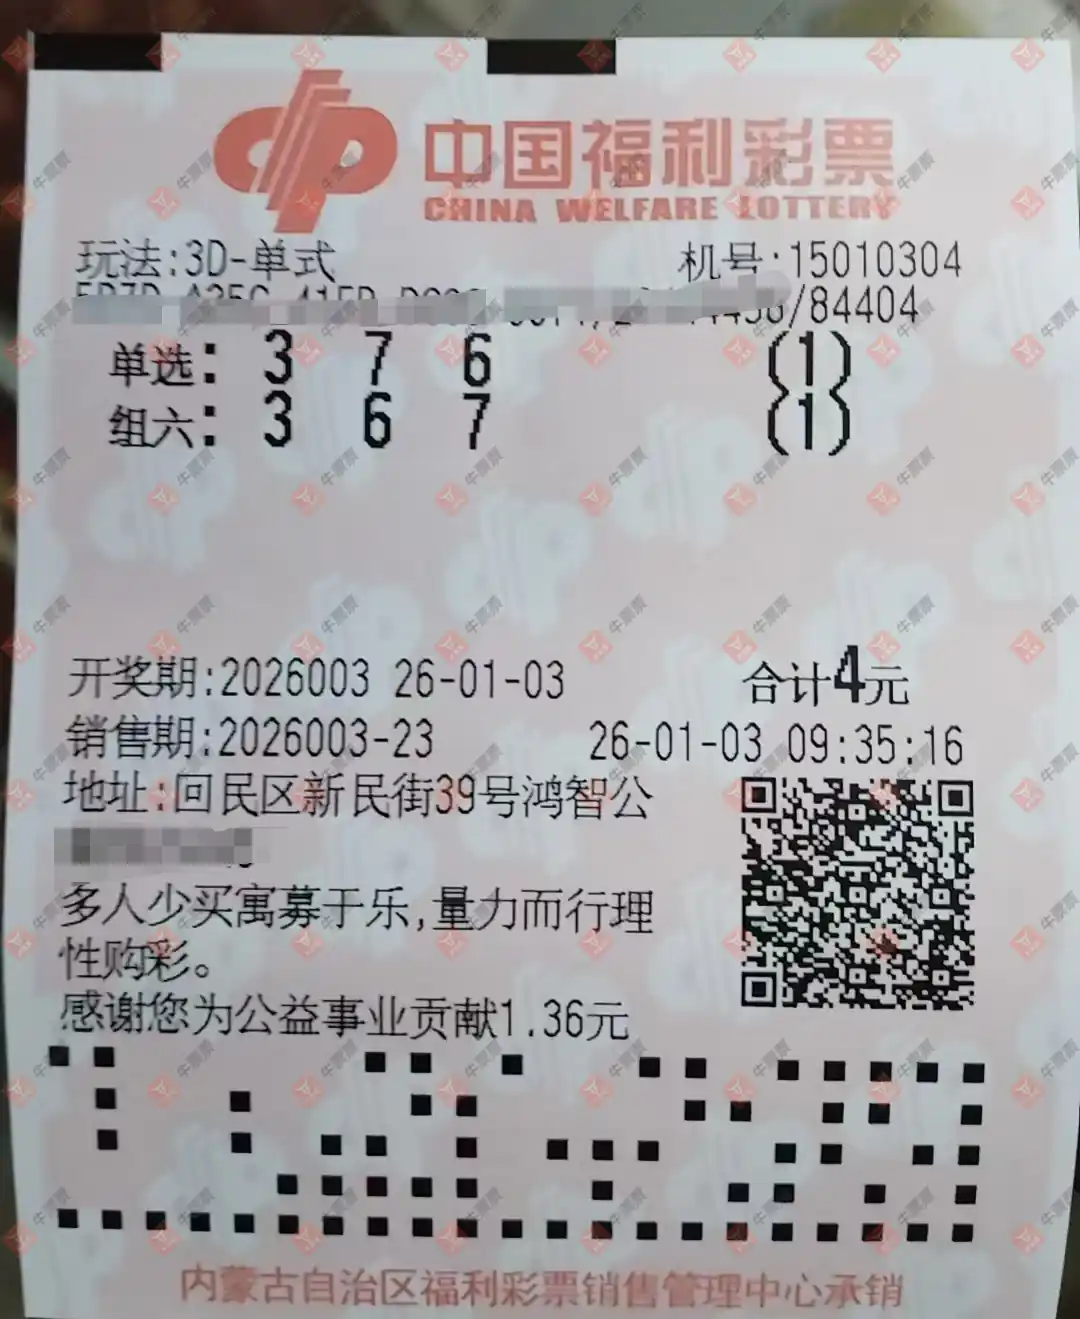 中国福利彩票
CHINA WELFARE LOTTERY
玩法:3D-单式 机号:15010304
/84404
单选: 3 7 6 (1)
组六: 3 6 7 (1)
开奖期:2026003 26-01-03 合计4元
销售期:2026003-23 26-01-03 09:35:16
地址:回民区新民街39号鸿智公
多人少买寓募于乐,量力而行理
性购彩。
感谢您为公益事业贡献1.36元
内蒙古自治区福利彩票销售管理中心承销
牛票票